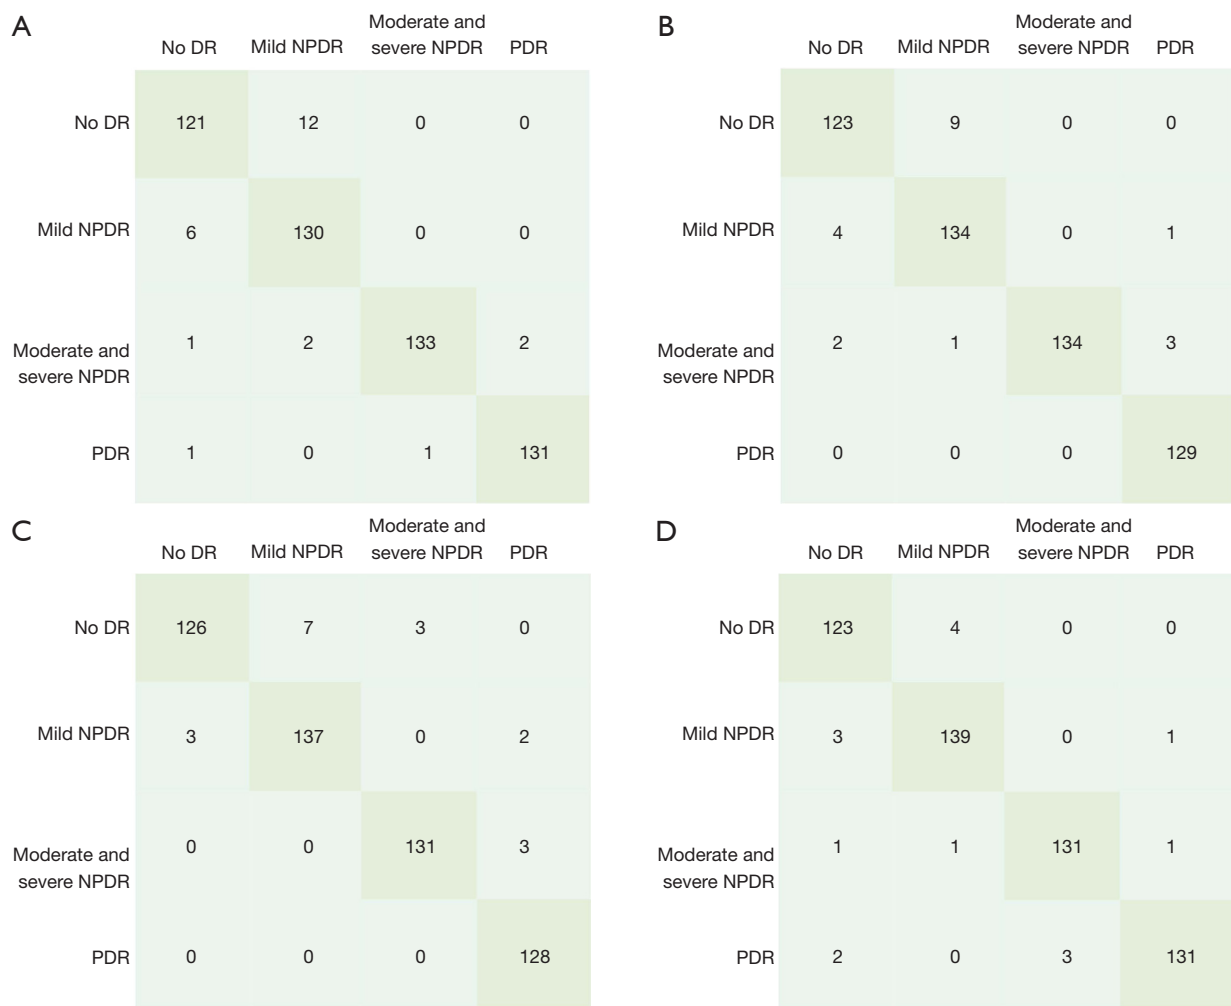 A
Moderate and
No DR Mild NPDR severe NPDR PDR
No DR 121 12 0 0
Mild NPDR 6 130 0 0
Moderate and
severe NPDR
1 2 133 2
PDR 1 0 1 131
B
Moderate and
No DR Mild NPDR severe NPDR PDR
No DR 123 9 0 0
Mild NPDR 4 134 0 1
Moderate and
severe NPDR
2 1 134 3
PDR 0 0 0 129
C
Moderate and
No DR Mild NPDR severe NPDR PDR
No DR 126 7 3 0
Mild NPDR 3 137 0 2
Moderate and
severe NPDR
0 0 131 3
PDR 0 0 0 128
D
Moderate and
No DR Mild NPDR severe NPDR PDR
No DR 123 4 0 0
Mild NPDR 3 139 0 1
Moderate and
severe NPDR
1 1 131 1
PDR 2 0 3 131